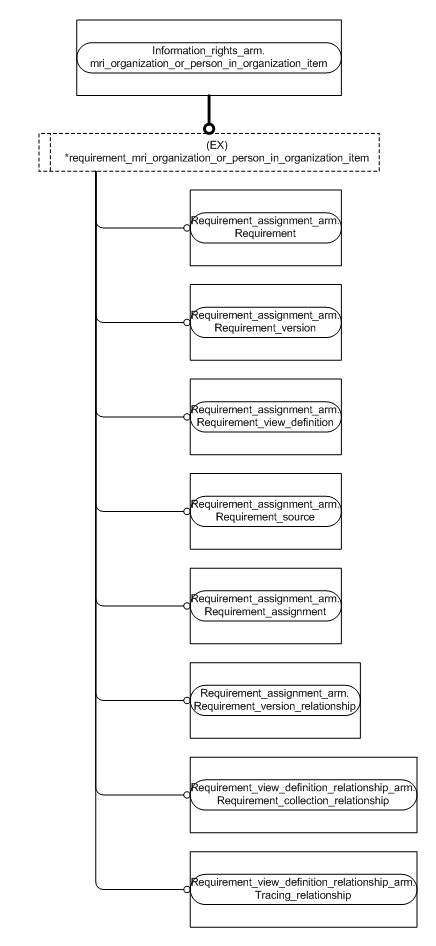 Information_rights_arm.
mri_organization_or_person_in_organization_item
(EX)
*requirement_mri_organization_or_person_in_organization_item
Requirement_assignment_arm.
Requirement
Requirement_assignment_arm.
Requirement_version
Requirement_assignment_arm.
Requirement_view_definition
Requirement_assignment_arm.
Requirement_source
Requirement_assignment_arm.
Requirement_assignment
Requirement_assignment_arm.
Requirement_version_relationship
Requirement_view_definition_relationship_arm.
Requirement_collection_relationship
Requirement_view_definition_relationship_arm.
Tracing_relationship